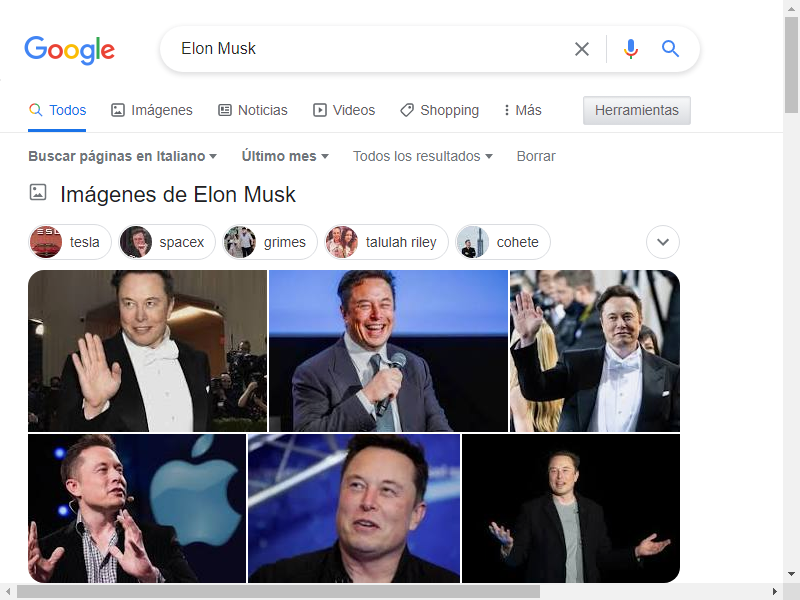 Google
Elon Musk
Todos Imágenes Noticias Videos Shopping Más Herramientas
Buscar páginas en Italiano Último mes Todos los resultados Borrar
Imágenes de Elon Musk
tesla spacex grimes talulah riley cohete